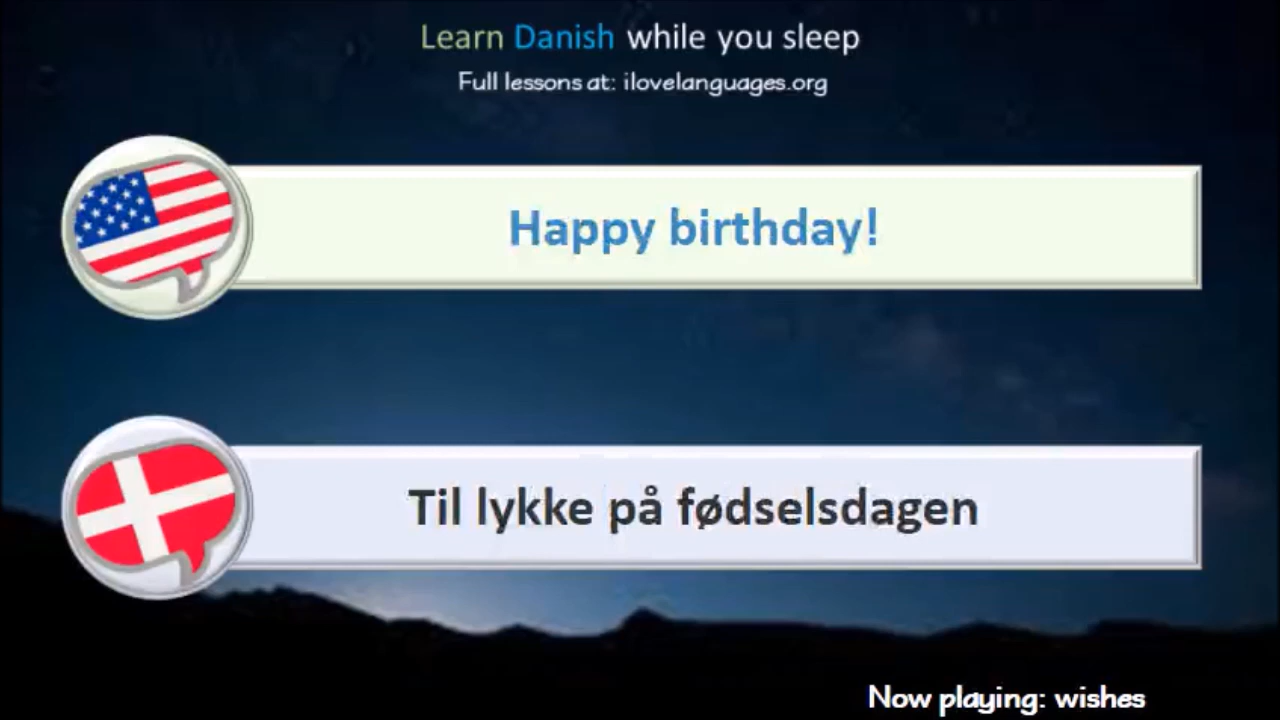 Learn Danish while you sleep
Full lessons at: ilovelanguages.org
Happy birthday!
Til lykke på fødselsdagen
Now playing: wishes